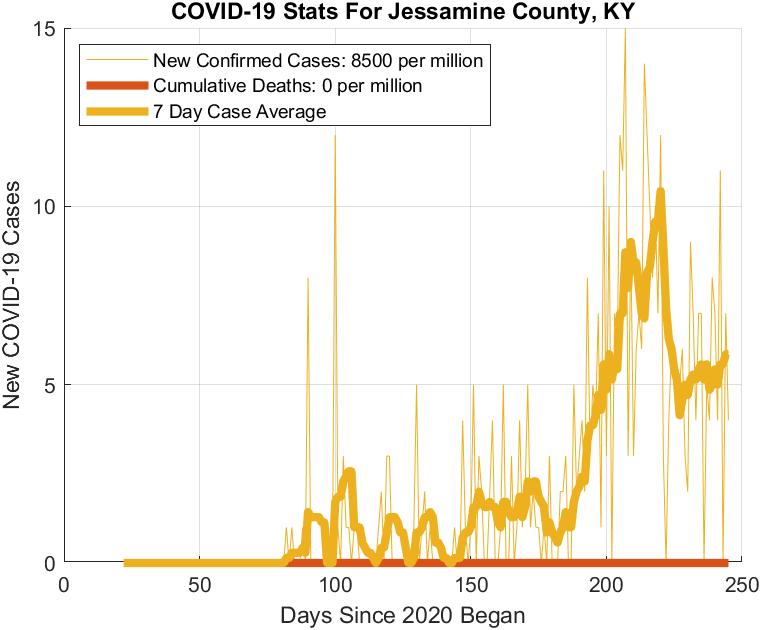 COVID-19 Stats For Jessamine County, KY
New Confirmed Cases: 8500 per million
Cumulative Deaths: 0 per million
7 Day Case Average
New COVID-19 Cases
15
10
5
0
0 50 100 150 200 250
Days Since 2020 Began